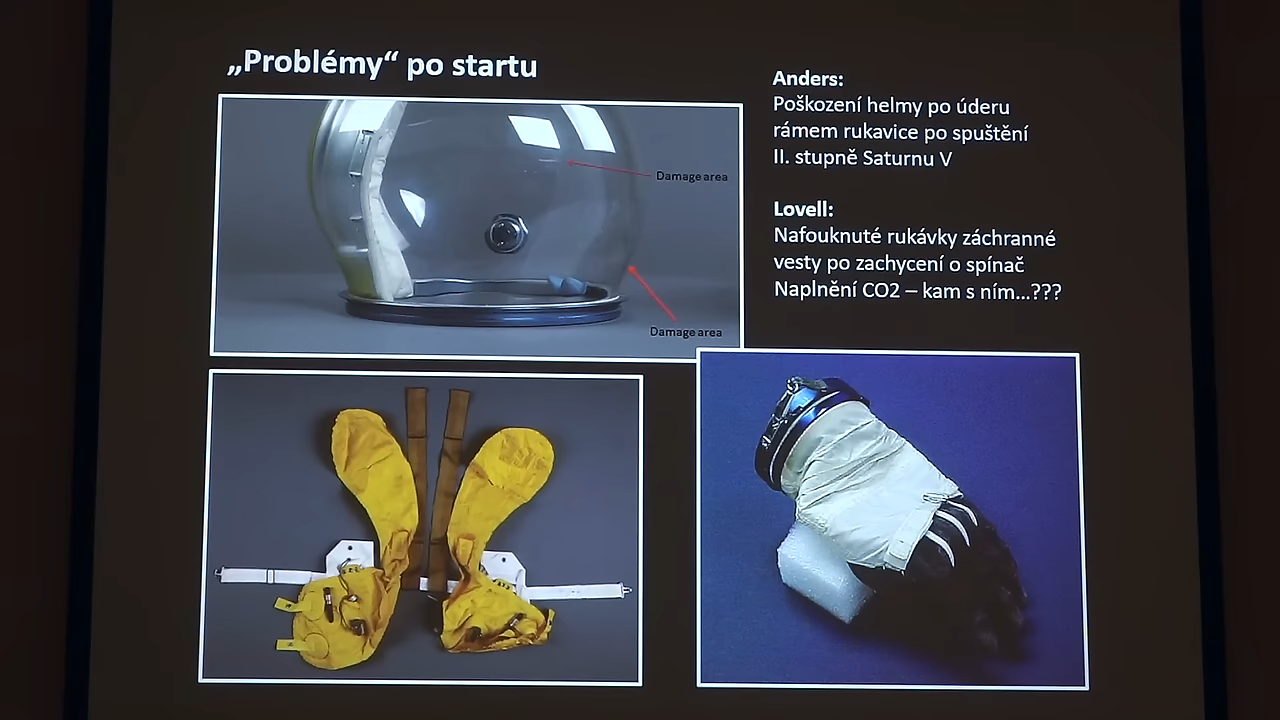 „Problémy“ po startu
Damage area
Damage area
Anders:
Poškození helmy po úderu
rámem rukavice po spuštění
II. stupně Saturnu V
Lovell:
Nafouknuté rukávky záchranné
vesty po zachycení o spínač
Naplnění CO2 – kam s ním...???